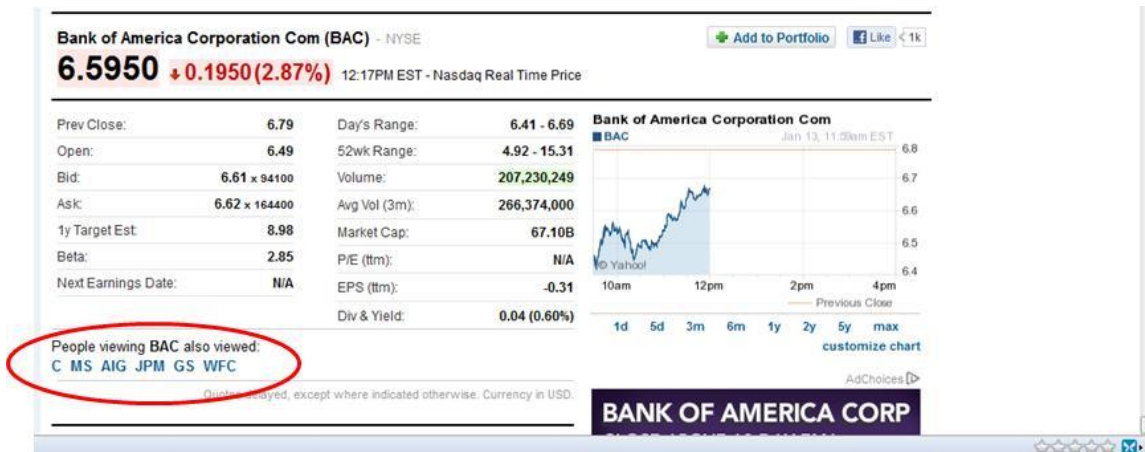 Bank of America Corporation Com (BAC) - NYSE
Add to Portfolio
Like
1k
6.5950 0.1950(2.87%) 12:17PM EST - Nasdaq Real Time Price
Prev Close: 6.79
Open: 6.49
Bid: 6.61 x 94100
Ask: 6.62 x 164400
1y Target Est: 8.98
Beta: 2.85
Next Earnings Date: N/A
Day's Range: 6.41 - 6.69
52wk Range: 4.92 - 15.31
Volume: 207,230,249
Avg Vol (3m): 266,374,000
Market Cap: 67.10B
P/E (ttm): N/A
EPS (ttm): -0.31
Div & Yield: 0.04 (0.60%)
People viewing BAC also viewed:
C MS AIG JPM GS WFC
Quotes delayed, except where indicated otherwise. Currency in USD.
Bank of America Corporation Com
BAC Jan 13, 11:59am EST
6.8
6.7
6.6
6.5
6.4
© Yahoo!
10am 12pm 2pm 4pm
Previous Close
1d 5d 3m 6m 1y 2y 5y max
customize chart
AdChoices
BANK OF AMERICA CORP